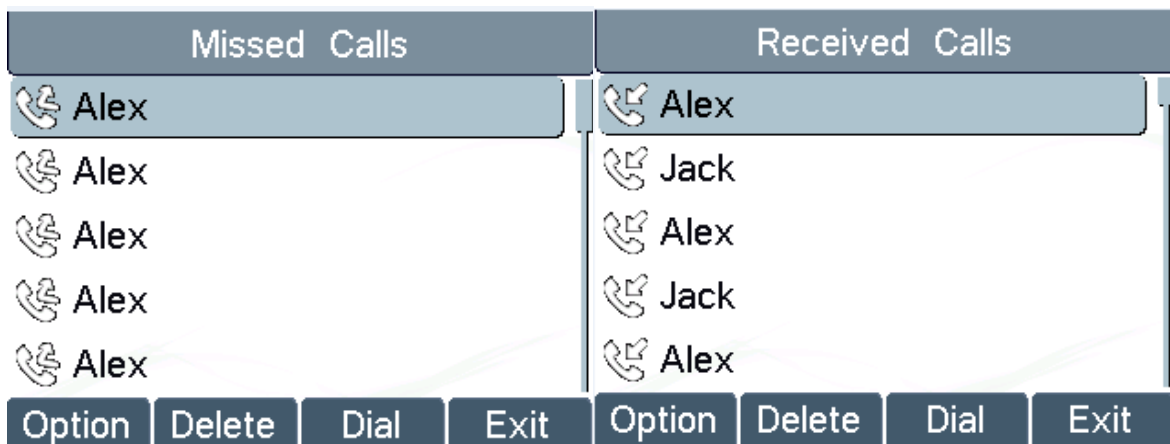 Missed Calls
Alex
Alex
Alex
Alex
Alex
Option Delete Dial Exit
Received Calls
Alex
Jack
Alex
Jack
Alex
Option Delete Dial Exit